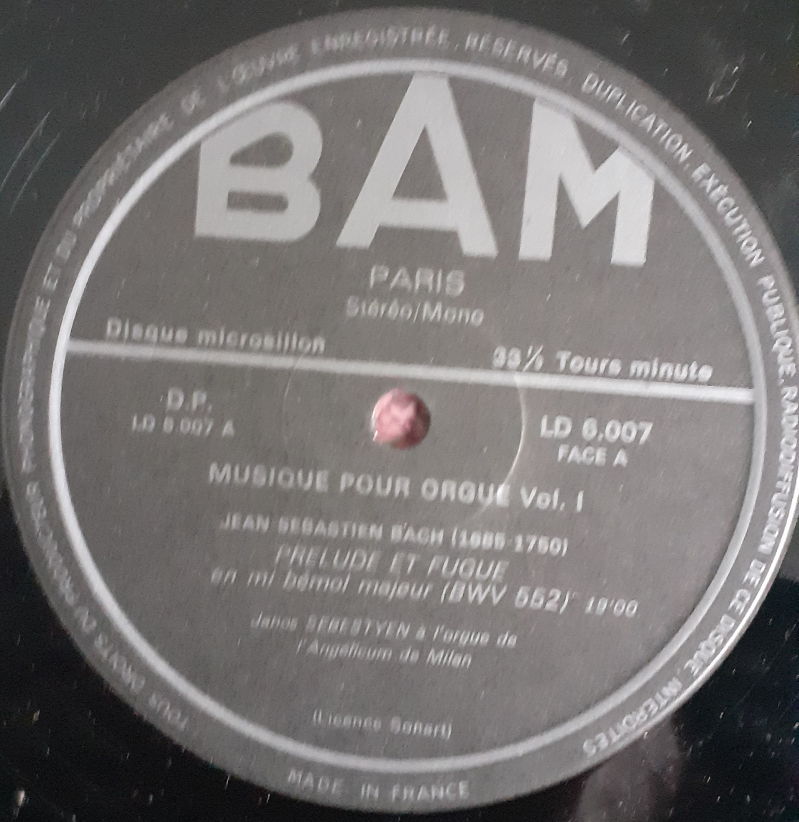 TOUS DROITS DU PRODUCTEUR PHONOGRAPHIQUE ET DU PROPRIÉTAIRE DE L'ŒUVRE ENREGISTRÉE RÉSERVÉS. DUPLICATION, EXÉCUTION PUBLIQUE, RADIODIFFUSION DE CE DISQUE INTERDITES
BAM
PARIS
Stéréo/Mono
Disque microsillon
33⅓ Tours minute
D.P.
LD 6.007 A
LD 6.007
FACE A
MUSIQUE POUR ORGUE Vol. I
JEAN SEBASTIEN BACH (1685-1750)
PRELUDE ET FUGUE
en mi bémol majeur (BWV 552) 19'00
Janos SEBESTYEN à l'orgue de
l'Angelicum de Milan
(Licence Sonart)
MADE IN FRANCE